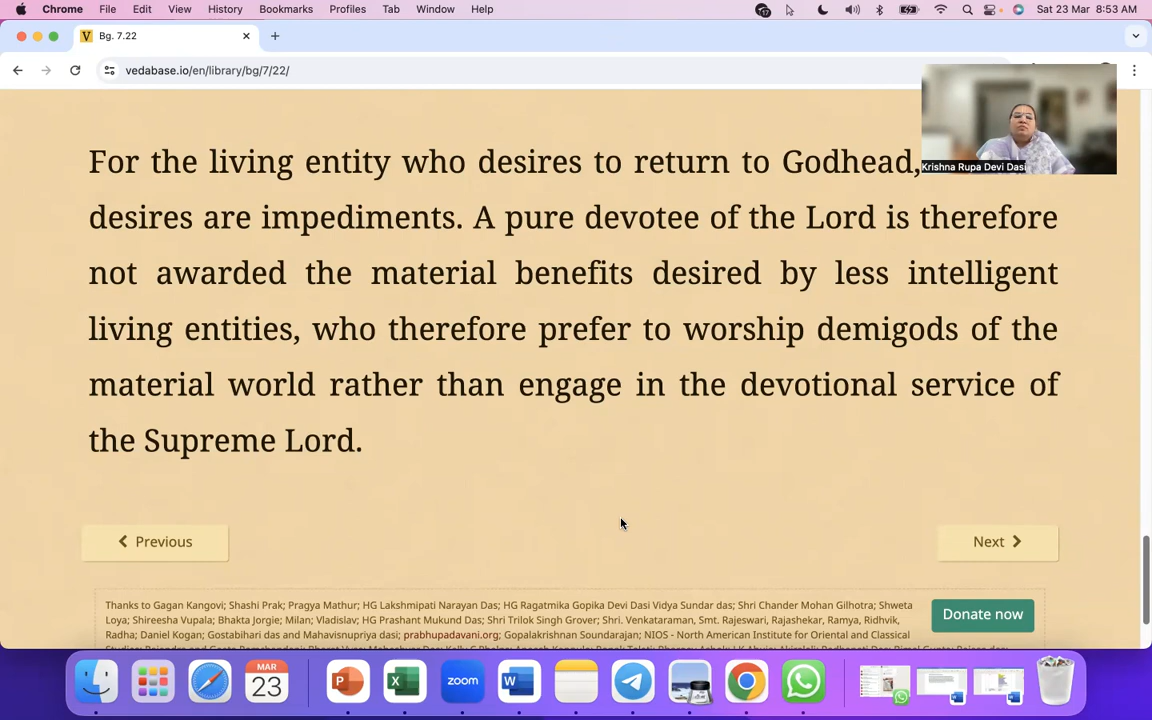 Chrome File Edit View History Bookmarks Profiles Tab Window Help Sat 23 Mar 8:53 AM
Bg. 7.22
vedabase.io/en/library/bg/7/22/
Krishna Rupa Devi Dasi
For the living entity who desires to return to Godhead,
desires are impediments. A pure devotee of the Lord is therefore
not awarded the material benefits desired by less intelligent
living entities, who therefore prefer to worship demigods of the
material world rather than engage in the devotional service of
the Supreme Lord.
Previous Next
Thanks to Gagan Kangovi; Shashi Prak; Pragya Mathur; HG Lakshmipati Narayan Das; HG Ragatmika Gopika Devi Dasi Vidya Sundar das; Shri Chander Mohan Gilhotra; Shweta
Loya; Shireesha Vupala; Bhakta Jorgie; Milan; Vladislav; HG Prashant Mukund Das; Shri Trilok Singh Grover; Shri. Venkataraman, Smt. Rajeswari, Rajashekar, Ramya, Ridhvik,
Radha; Daniel Kogan; Gostabihari das and Mahavisnupriya dasi; prabhupadavani.org; Gopalakrishnan Soundarajan; NIOS - North American Institute for Oriental and Classical
Donate now
MAR
23
zoom